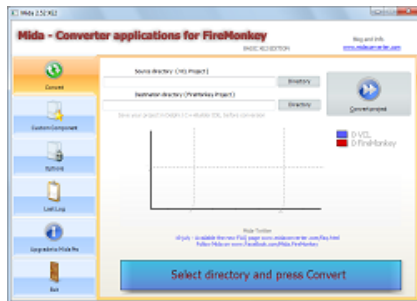 Mida 2.52 XE2
Mida - Converter applications for FireMonkey
BASIC XE2 EDITION
Blog and info
www.midaconverter.com
Convert
Source directory (VCL Project)
Directory
Destination directory (FireMonkey Project)
Directory
Convert project
Custom Component
D-VCL
D-FireMonkey
Options
Last Log
Mida Twitter
Follow Mida on www.facebook.com/Mida.FireMonkey
Upgrade to Mida Pro
Select directory and press Convert
Exit